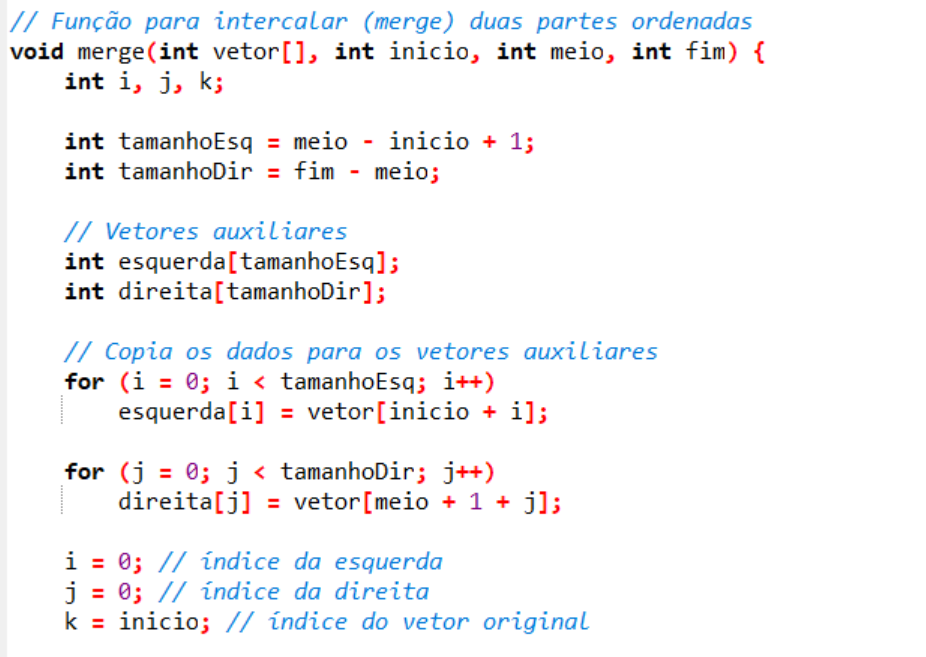 // Função para intercalar (merge) duas partes ordenadas
void merge(int vetor[], int inicio, int meio, int fim) {
    int i, j, k;

    int tamanhoEsq = meio - inicio + 1;
    int tamanhoDir = fim - meio;

    // Vetores auxiliares
    int esquerda[tamanhoEsq];
    int direita[tamanhoDir];

    // Copia os dados para os vetores auxiliares
    for (i = 0; i < tamanhoEsq; i++)
        esquerda[i] = vetor[inicio + i];

    for (j = 0; j < tamanhoDir; j++)
        direita[j] = vetor[meio + 1 + j];

    i = 0; // índice da esquerda
    j = 0; // índice da direita
    k = inicio; // índice do vetor original